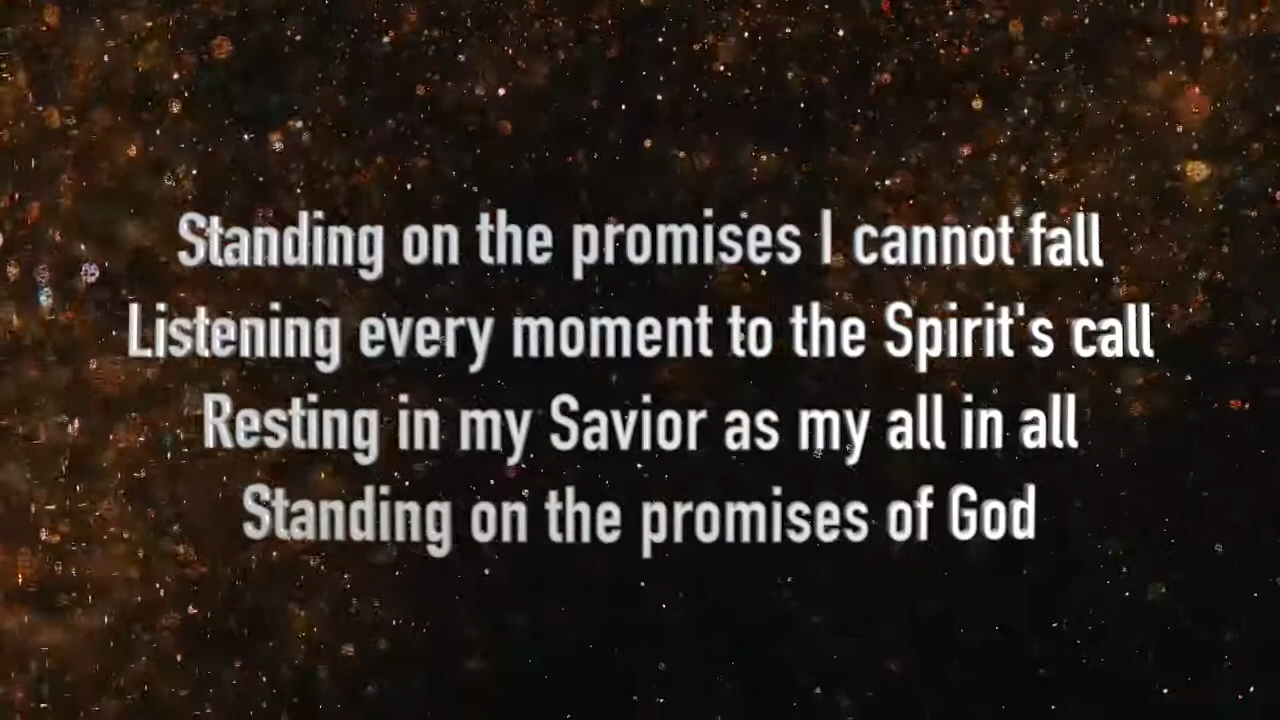 Standing on the promises I cannot fall
Listening every moment to the Spirit's call
Resting in my Savior as my all in all
Standing on the promises of God